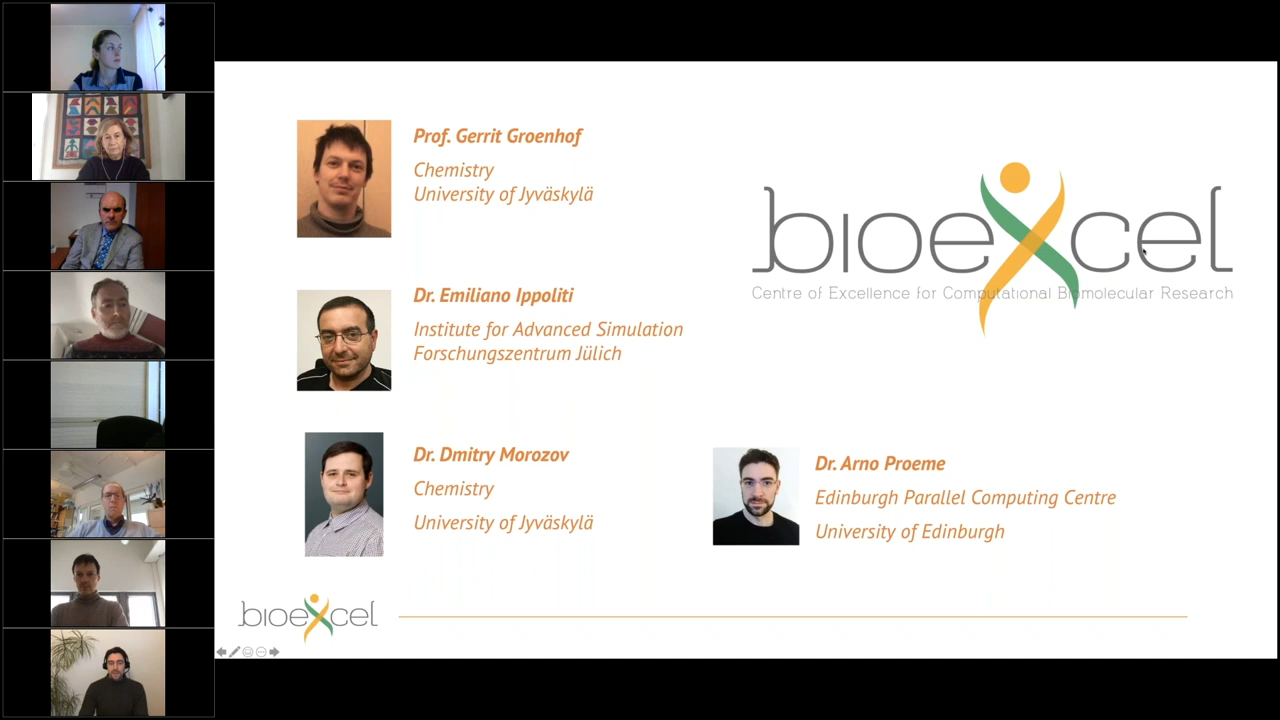 Prof. Gerrit Groenhof
Chemistry
University of Jyväskylä
bioexcel
Centre of Excellence for Computational Biomolecular Research
Dr. Emiliano Ippoliti
Institute for Advanced Simulation
Forschungszentrum Jülich
Dr. Dmitry Morozov
Chemistry
University of Jyväskylä
Dr. Arno Proeme
Edinburgh Parallel Computing Centre
University of Edinburgh
bioexcel